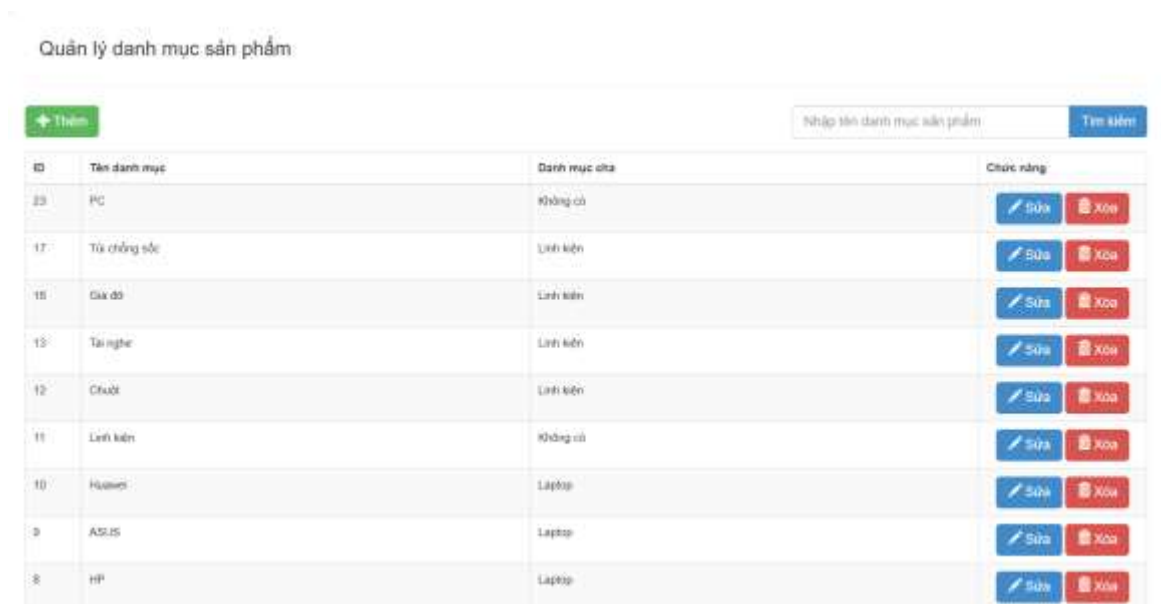 Quản lý danh mục sản phẩm
Thêm
Nhập tên danh mục sản phẩm Tìm kiếm
ID Tên danh mục Danh mục cha Chức năng
23 PC Không có Sửa Xóa
17 Túi chống sốc Linh kiện Sửa Xóa
Giá đỡ Linh kiện Sửa Xóa
13 Tai nghe Linh kiện Sửa Xóa
12 Chuột Linh kiện Sửa Xóa
11 Linh kiện Không có Sửa Xóa
10 Huawei Laptop Sửa Xóa
9 ASUS Laptop Sửa Xóa
8 HP Laptop Sửa Xóa